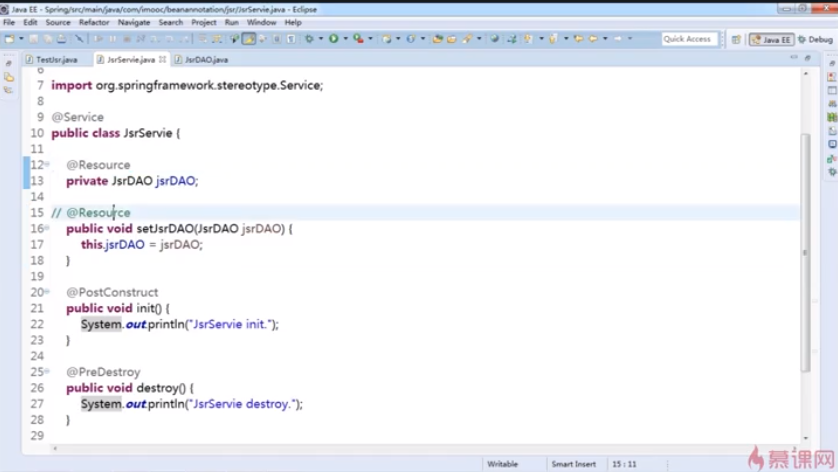 Java EE - Spring/src/main/java/com/imooc/beanannotation/jsr/JsrServie.java - Eclipse
File Edit Source Refactor Navigate Search Project Run Window Help
Quick Access Java EE Debug
TestJsr.java JsrServie.java JsrDAO.java
6
7 import org.springframework.stereotype.Service;
8
9 @Service
10 public class JsrServie {
11
12 @Resource
13 private JsrDAO jsrDAO;
14
15 // @Resource
16 public void setJsrDAO(JsrDAO jsrDAO) {
17 this.jsrDAO = jsrDAO;
18 }
19
20 @PostConstruct
21 public void init() {
22 System.out.println("JsrServie init.");
23 }
24
25 @PreDestroy
26 public void destroy() {
27 System.out.println("JsrServie destroy.");
28 }
29
Writable Smart Insert 15 : 11
慕课网